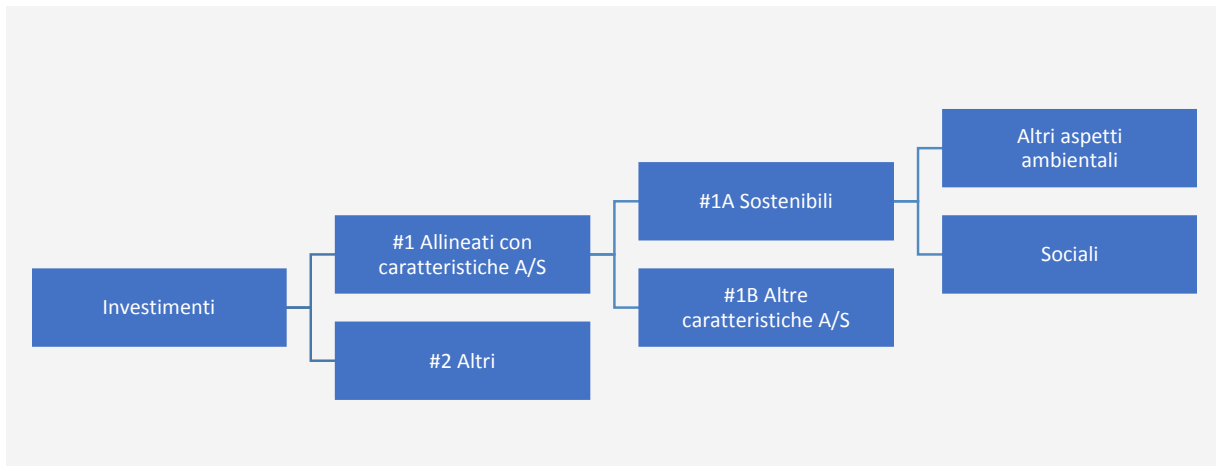 Investimenti
#1 Allineati con
caratteristiche A/S
#2 Altri
#1A Sostenibili
#1B Altre
caratteristiche A/S
Altri aspetti
ambientali
Sociali